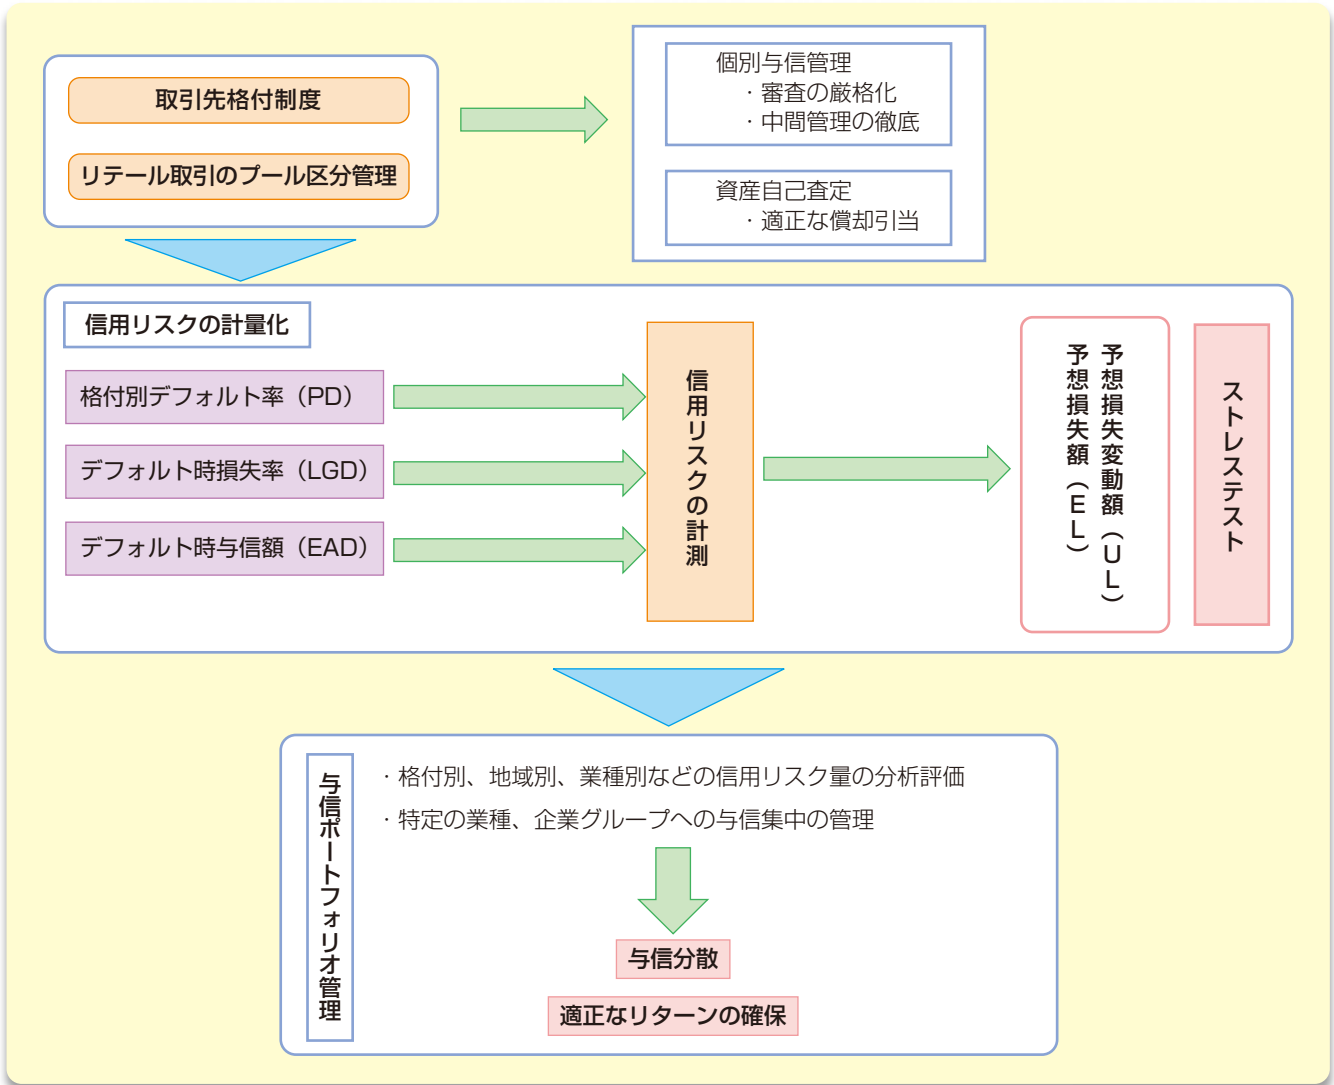 取引先格付制度
リテール取引のプール区分管理
個別与信管理
・審査の厳格化
・中間管理の徹底
資産自己査定
・適正な償却引当
信用リスクの計量化
格付別デフォルト率（PD）
デフォルト時損失率（LGD）
デフォルト時与信額（EAD）
信用リスクの計測
予想損失変動額（UL）
予想損失額（EL）
ストレステスト
与信ポートフォリオ管理
・格付別、地域別、業種別などの信用リスク量の分析評価
・特定の業種、企業グループへの与信集中の管理
与信分散
適正なリターンの確保